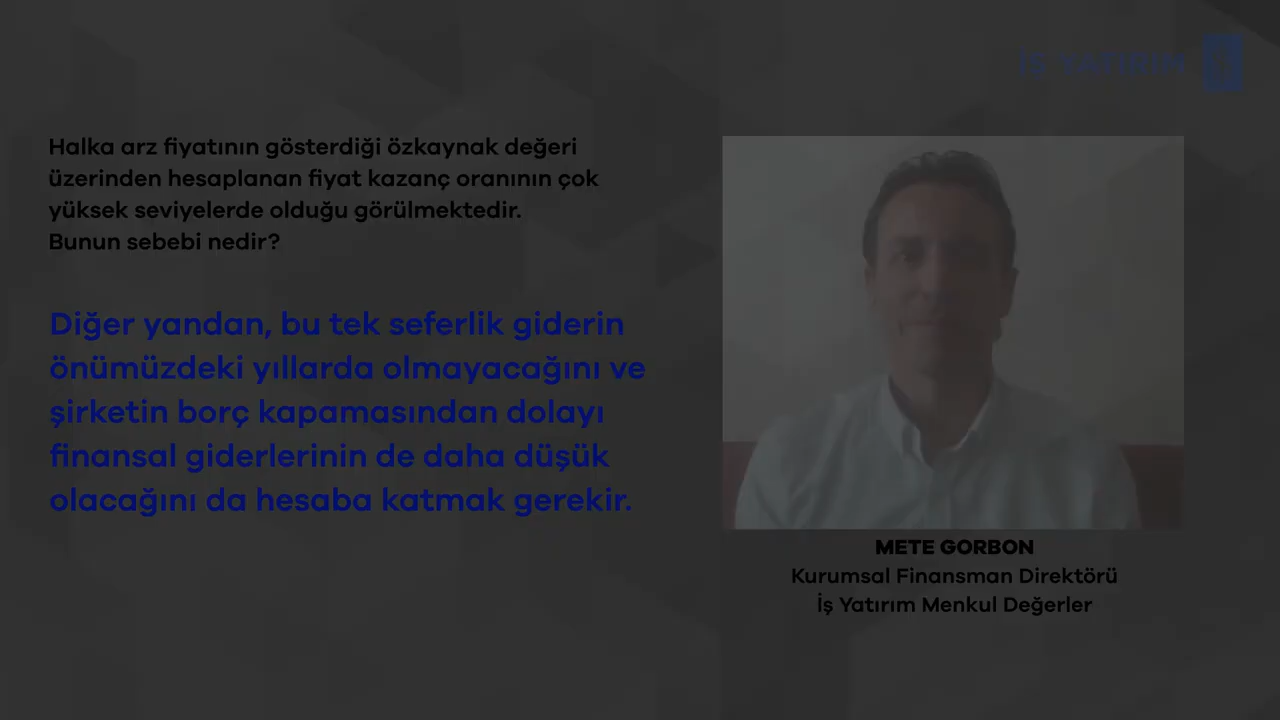 İŞ YATIRIM
Halka arz fiyatının gösterdiği özkaynak değeri
üzerinden hesaplanan fiyat kazanç oranının çok
yüksek seviyelerde olduğu görülmektedir.
Bunun sebebi nedir?
Diğer yandan, bu tek seferlik giderin
önümüzdeki yıllarda olmayacağını ve
şirketin borç kapamasından dolayı
finansal giderlerinin de daha düşük
olacağını da hesaba katmak gerekir.
METE GORBON
Kurumsal Finansman Direktörü
İş Yatırım Menkul Değerler